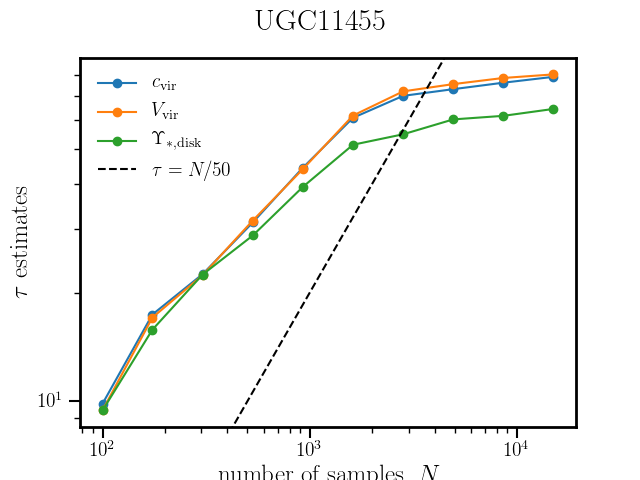 UGC11455
c_vir
V_vir
Υ_*,disk
τ = N/50
τ estimates
10^1
10^2
10^3
10^4
number of samples, N